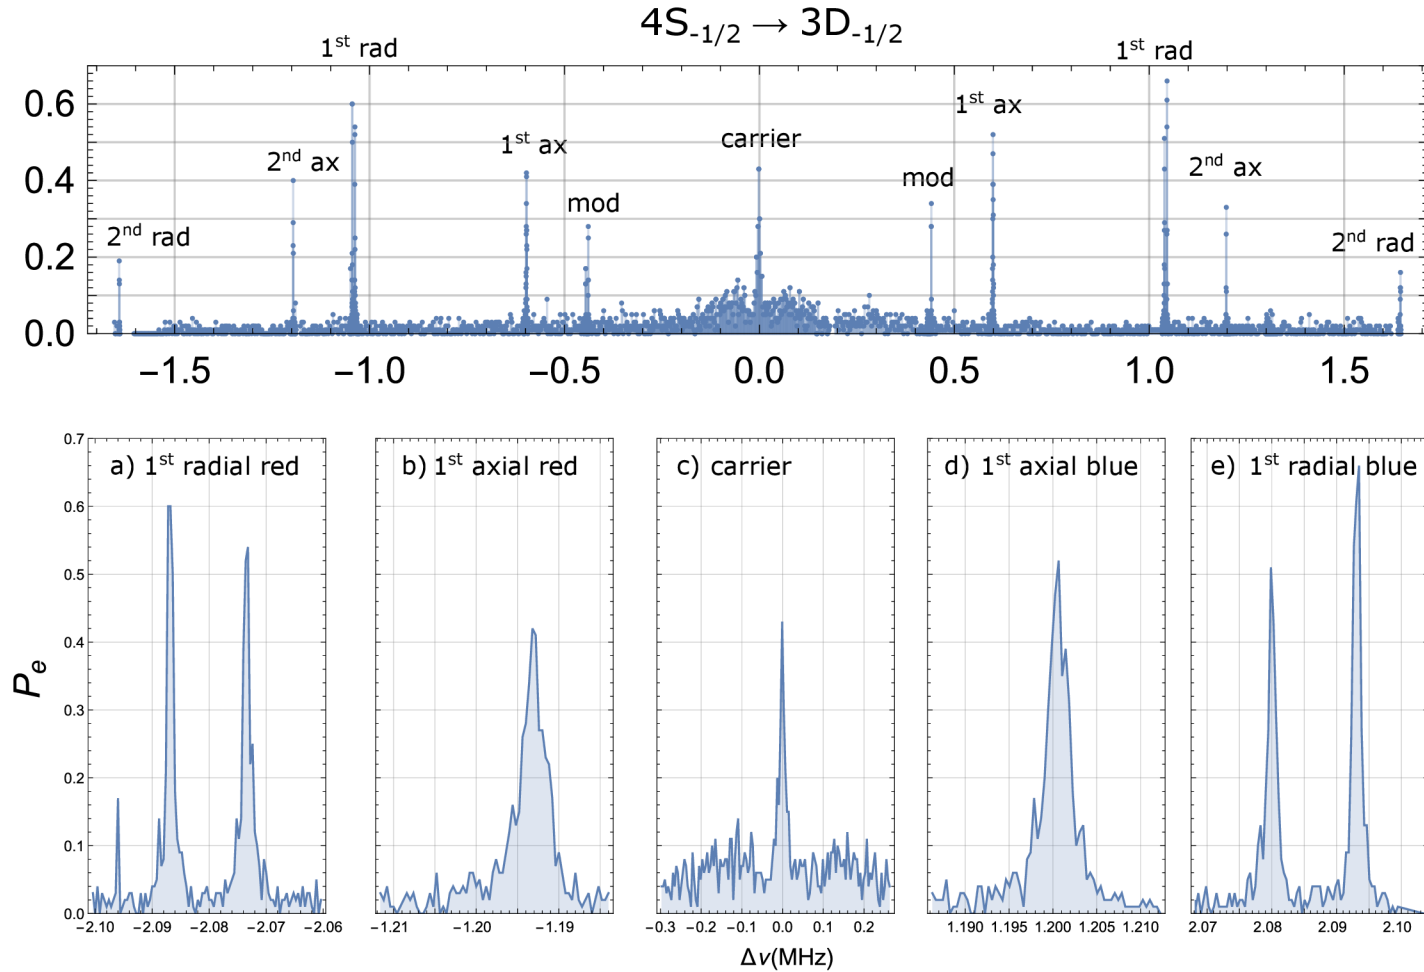 4S-1/2 → 3D-1/2
1st rad
1st rad
1st ax
2nd ax
1st ax
carrier
2nd ax
mod
mod
2nd rad
2nd rad
0.6
0.4
0.2
0.0
−1.5 −1.0 −0.5 0.0 0.5 1.0 1.5
a) 1st radial red
b) 1st axial red
c) carrier
d) 1st axial blue
e) 1st radial blue
0.7
0.6
0.5
0.4
0.3
0.2
0.1
0.0
Pe
−2.10 −2.09 −2.08 −2.07 −2.06
−1.21 −1.20 −1.19
−0.3 −0.2 −0.1 0.0 0.1 0.2
1.190 1.195 1.200 1.205 1.210
2.07 2.08 2.09 2.10
Δν(MHz)